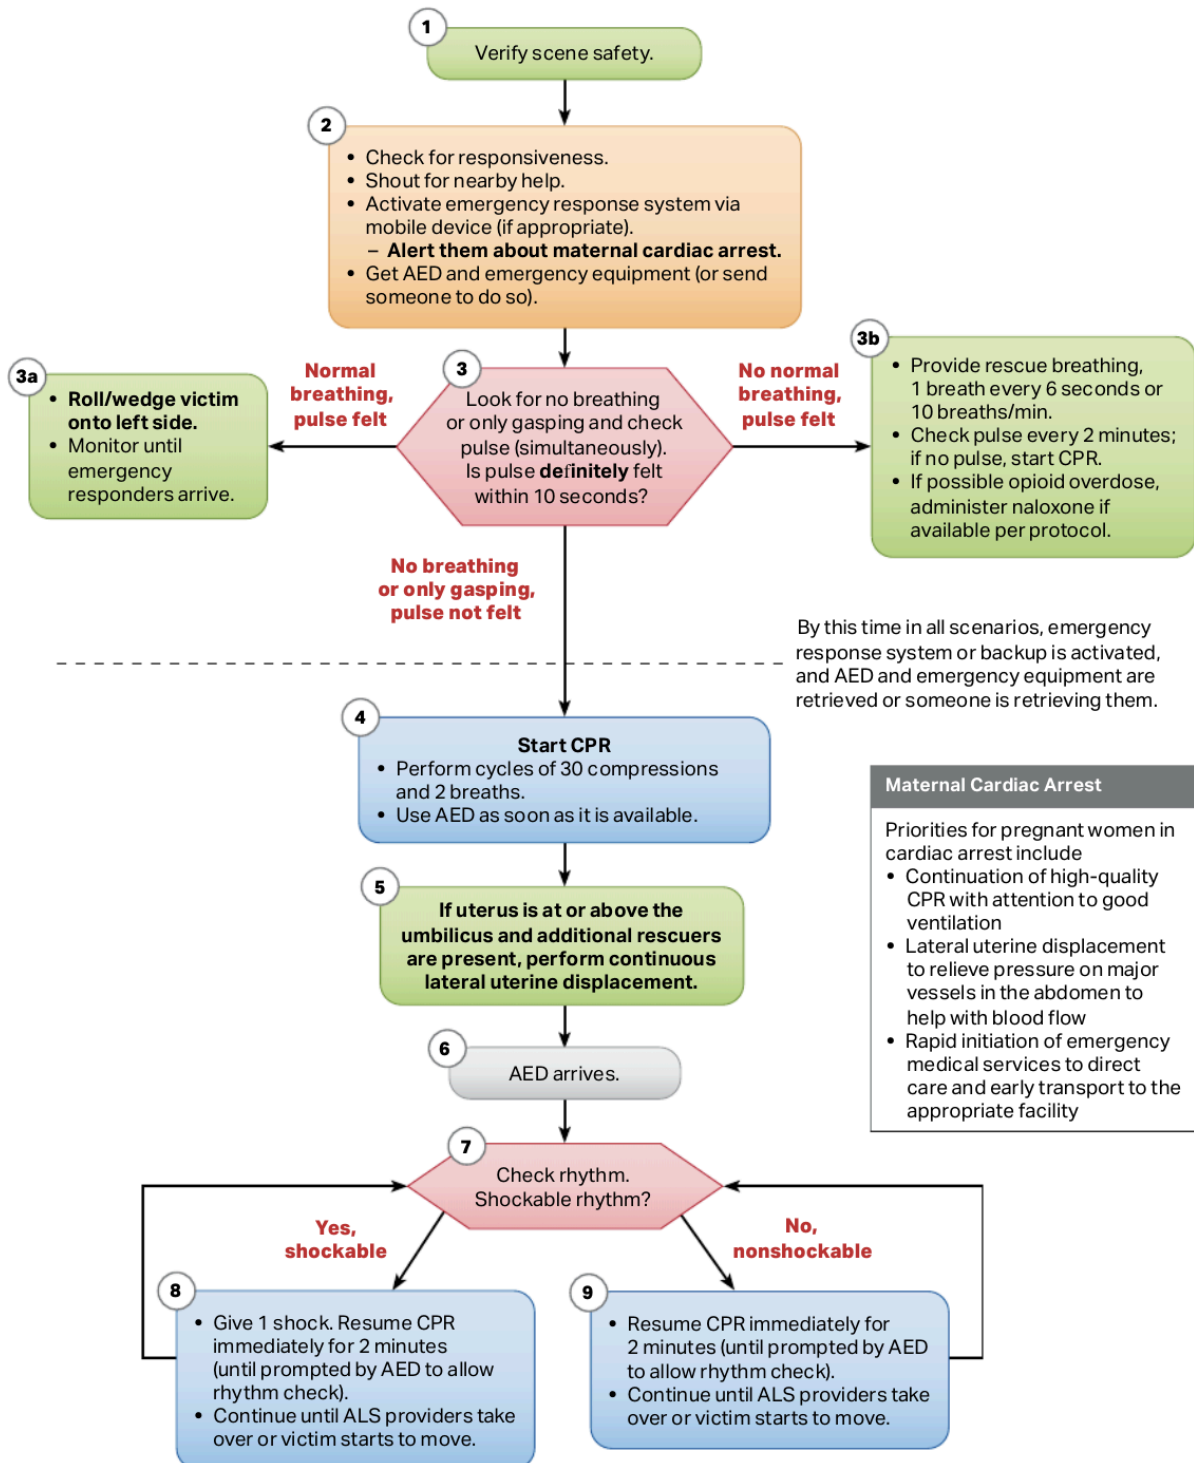 1
Verify scene safety.
2
• Check for responsiveness.
• Shout for nearby help.
• Activate emergency response system via
mobile device (if appropriate).
– Alert them about maternal cardiac arrest.
• Get AED and emergency equipment (or send
someone to do so).
3a
• Roll/wedge victim
onto left side.
• Monitor until
emergency
responders arrive.
Normal
breathing,
pulse felt
3
Look for no breathing
or only gasping and check
pulse (simultaneously).
Is pulse definitely felt
within 10 seconds?
No normal
breathing,
pulse felt
3b
• Provide rescue breathing,
1 breath every 6 seconds or
10 breaths/min.
• Check pulse every 2 minutes;
if no pulse, start CPR.
• If possible opioid overdose,
administer naloxone if
available per protocol.
No breathing
or only gasping,
pulse not felt
By this time in all scenarios, emergency
response system or backup is activated,
and AED and emergency equipment are
retrieved or someone is retrieving them.
4
Start CPR
• Perform cycles of 30 compressions
and 2 breaths.
• Use AED as soon as it is available.
5
If uterus is at or above the
umbilicus and additional rescuers
are present, perform continuous
lateral uterine displacement.
Maternal Cardiac Arrest
Priorities for pregnant women in
cardiac arrest include
• Continuation of high-quality
CPR with attention to good
ventilation
• Lateral uterine displacement
to relieve pressure on major
vessels in the abdomen to
help with blood flow
• Rapid initiation of emergency
medical services to direct
care and early transport to the
appropriate facility
6
AED arrives.
7
Check rhythm.
Shockable rhythm?
Yes,
shockable
No,
nonshockable
8
• Give 1 shock. Resume CPR
immediately for 2 minutes
(until prompted by AED to allow
rhythm check).
• Continue until ALS providers take
over or victim starts to move.
9
• Resume CPR immediately for
2 minutes (until prompted by AED
to allow rhythm check).
• Continue until ALS providers take
over or victim starts to move.